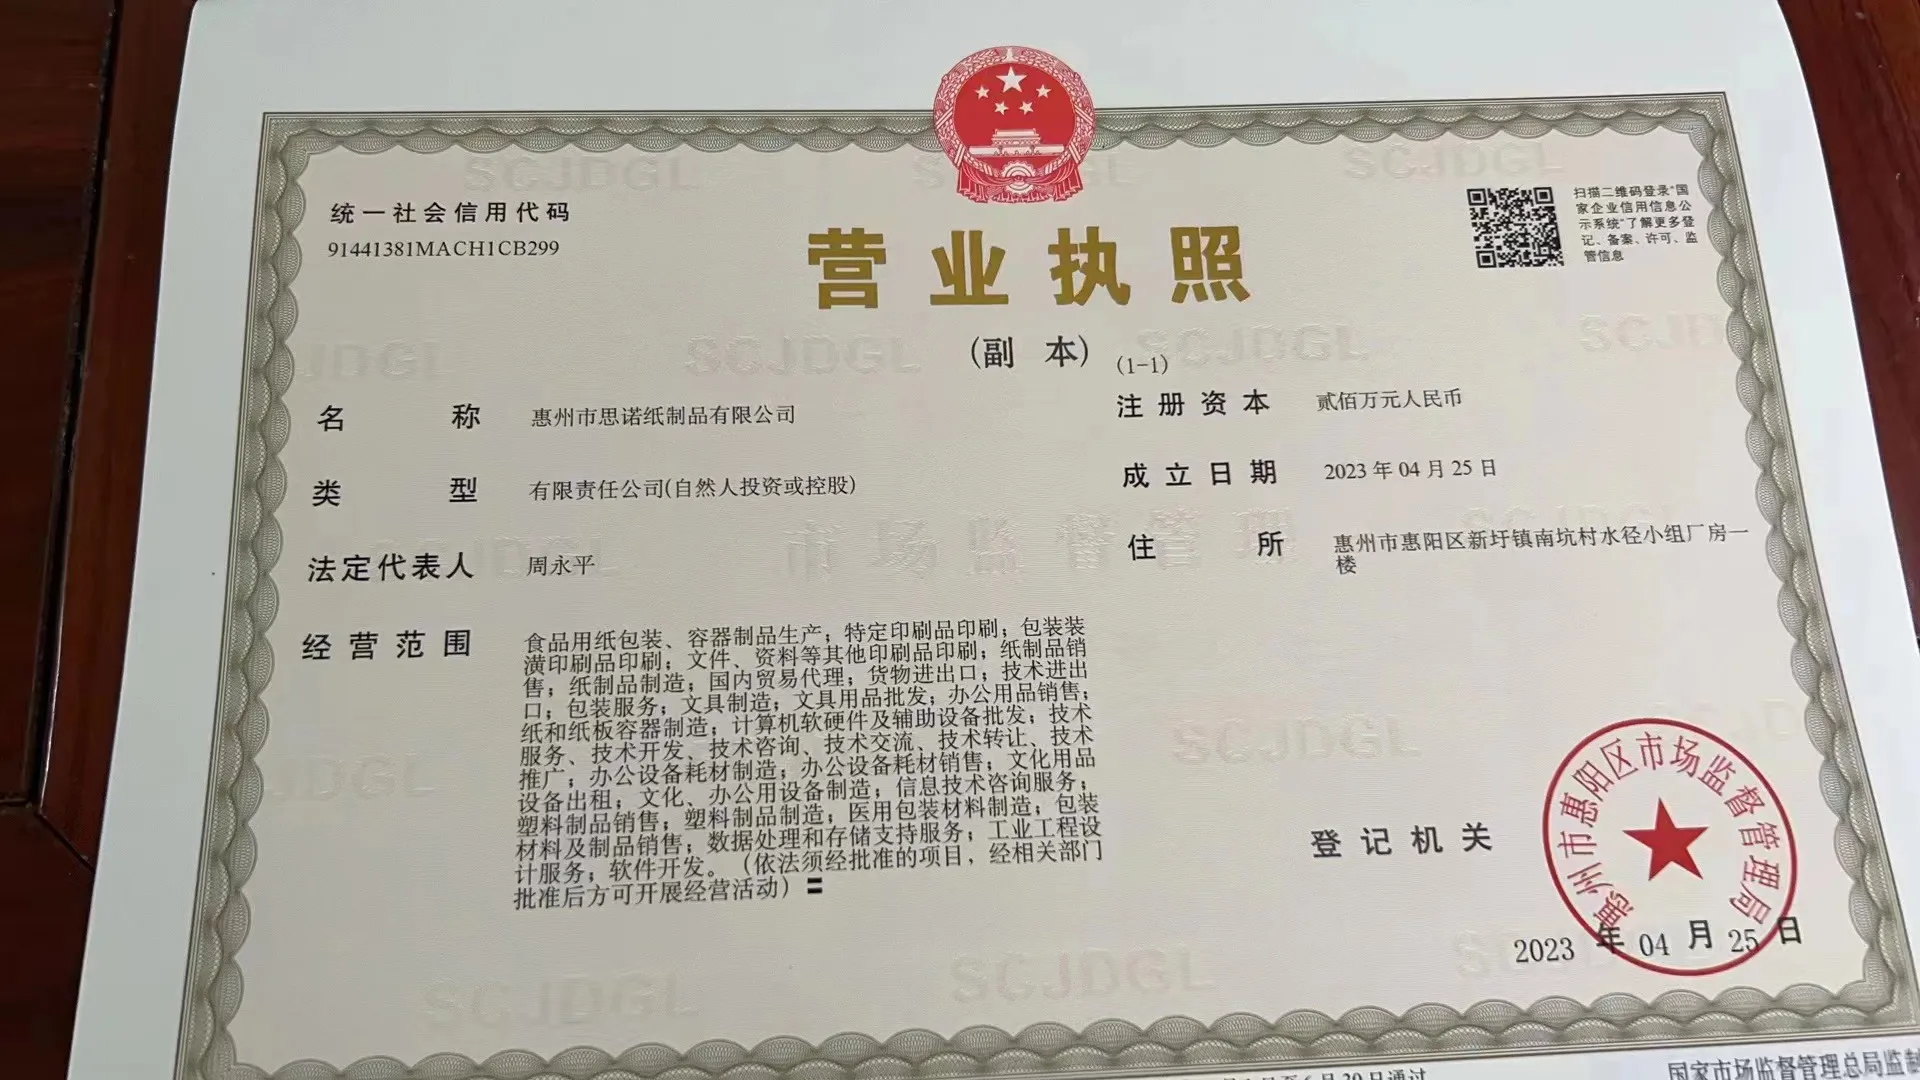 统一社会信用代码
91441381MACH1CB299
扫描二维码登录“国
家企业信用信息公
示系统”了解更多登
记、备案、许可、监
管信息
营业执照
(副 本) (1-1)
名 称 惠州市思诺纸制品有限公司
类 型 有限责任公司(自然人投资或控股)
法定代表人 周永平
经营范围 食品用纸包装、容器制品生产；特定印刷品印刷；包装装
潢印刷品印刷；文件、资料等其他印刷品印刷；纸制品销
售；纸制品制造；国内贸易代理；货物进出口；技术进出
口；包装服务；文具制造；文具用品批发；办公用品销售；
纸和纸板容器制造；计算机软硬件及辅助设备批发；技术
服务、技术开发、技术咨询、技术交流、技术转让、技术
推广；办公设备耗材制造；办公设备耗材销售；文化用品
设备出租；文化、办公用设备制造；信息技术咨询服务；
塑料制品销售；塑料制品制造；医用包装材料制造；包装
材料及制品销售；数据处理和存储支持服务；工业工程设
计服务；软件开发。（依法须经批准的项目，经相关部门
批准后方可开展经营活动）〓
注册资本 贰佰万元人民币
成立日期 2023 年 04 月 25 日
住 所 惠州市惠阳区新圩镇南坑村水径小组厂房一
楼
登记机关
惠州市惠阳区市场监督管理局
2023 年 04 月 25 日
SCJDGL
市场监督管理
国家市场监督管理总局监制